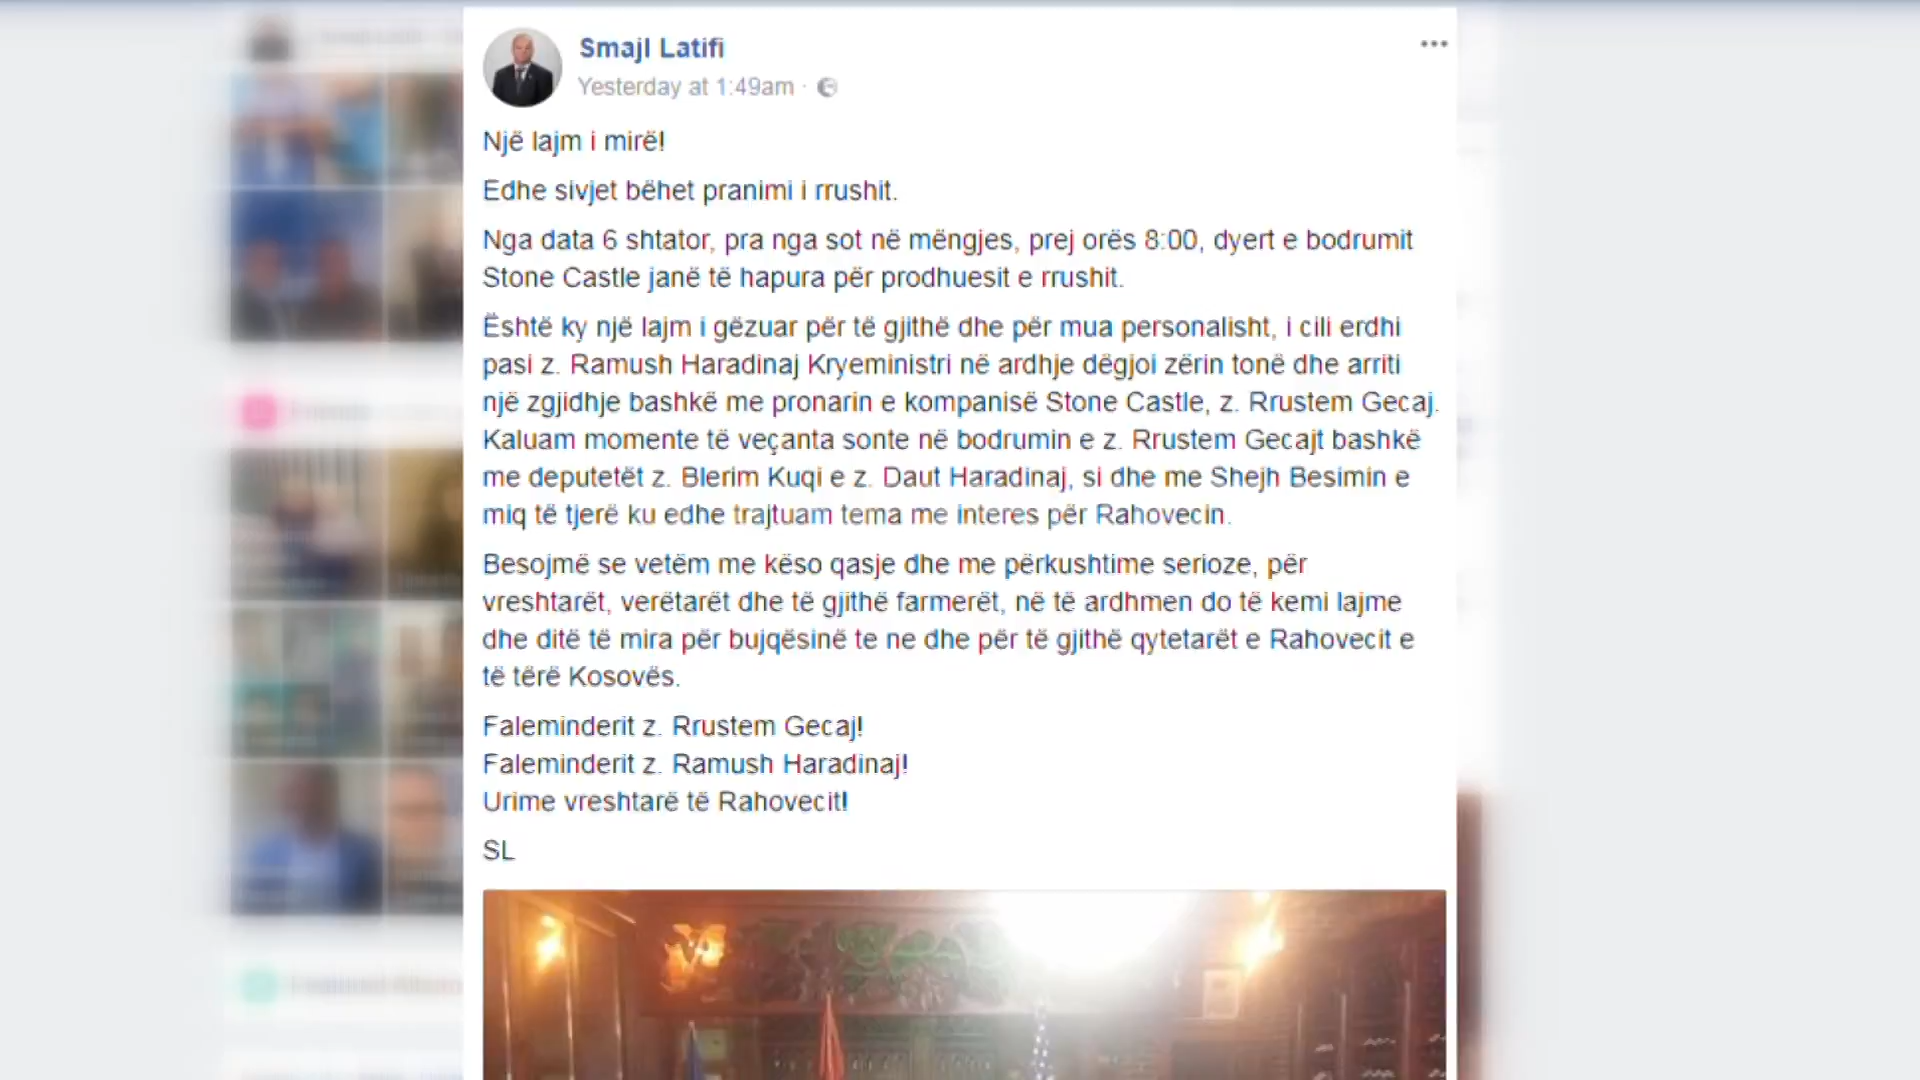 Smajl Latifi
Yesterday at 1:49am ·
Një lajm i mirë!
Edhe sivjet bëhet pranimi i rrushit.
Nga data 6 shtator, pra nga sot në mëngjes, prej orës 8:00, dyert e bodrumit
Stone Castle janë të hapura për prodhuesit e rrushit.
Është ky një lajm i gëzuar për të gjithë dhe për mua personalisht, i cili erdhi
pasi z. Ramush Haradinaj Kryeministri në ardhje dëgjoi zërin tonë dhe arriti
një zgjidhje bashkë me pronarin e kompanisë Stone Castle, z. Rrustem Gecaj.
Kaluam momente të veçanta sonte në bodrumin e z. Rrustem Gecajt bashkë
me deputetët z. Blerim Kuqi e z. Daut Haradinaj, si dhe me Shejh Besimin e
miq të tjerë ku edhe trajtuam tema me interes për Rahovecin.
Besojmë se vetëm me këso qasje dhe me përkushtime serioze, për
vreshtarët, verëtarët dhe të gjithë farmerët, në të ardhmen do të kemi lajme
dhe ditë të mira për bujqësinë te ne dhe për të gjithë qytetarët e Rahovecit e
të tërë Kosovës.
Faleminderit z. Rrustem Gecaj!
Faleminderit z. Ramush Haradinaj!
Urime vreshtarë të Rahovecit!
SL